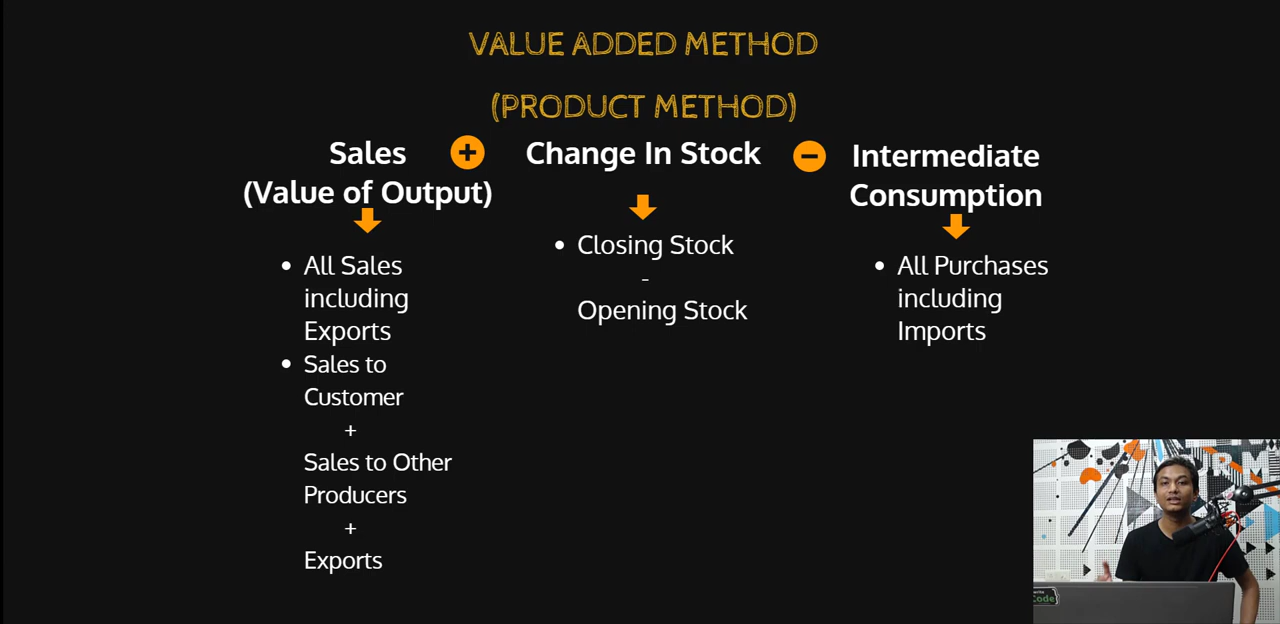 VALUE ADDED METHOD
(PRODUCT METHOD)
Sales
(Value of Output)
+
Change In Stock
−
Intermediate
Consumption
• All Sales
including
Exports
• Sales to
Customer
+
Sales to Other
Producers
+
Exports
• Closing Stock
-
Opening Stock
• All Purchases
including
Imports
Code